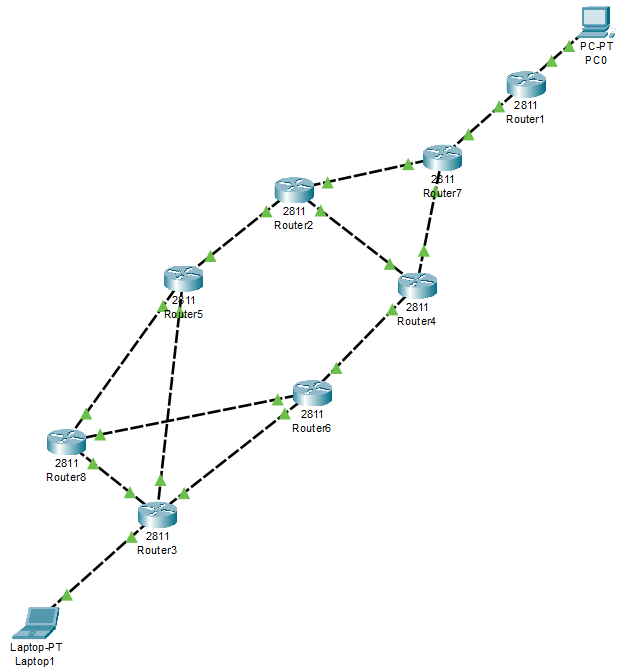 PC-PT
PC0
2811
Router1
2811
Router7
2811
Router2
2811
Router5
2811
Router4
2811
Router6
2811
Router8
2811
Router3
Laptop-PT
Laptop1